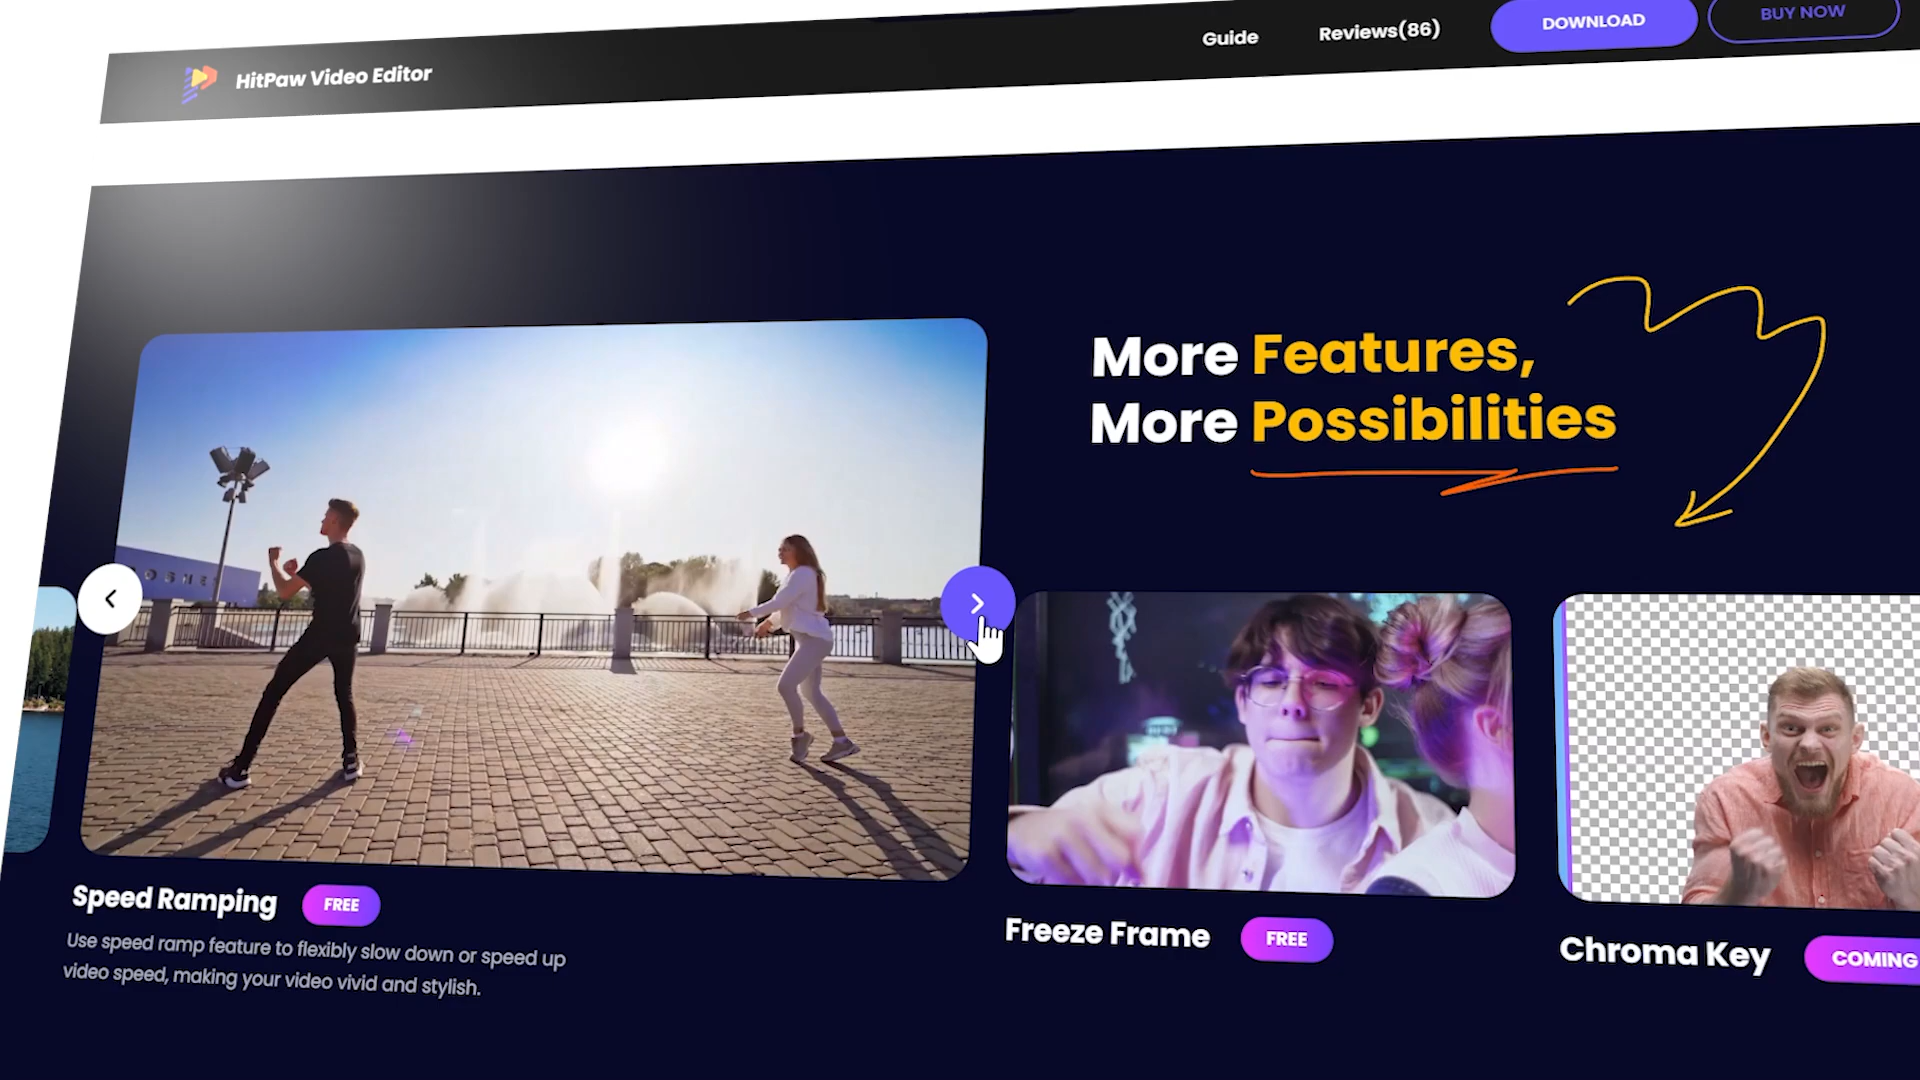 HitPaw Video Editor
Guide
Reviews(86)
DOWNLOAD
BUY NOW
More Features,
More Possibilities
Speed Ramping
FREE
Use speed ramp feature to flexibly slow down or speed up
video speed, making your video vivid and stylish.
Freeze Frame
FREE
Chroma Key
COMING